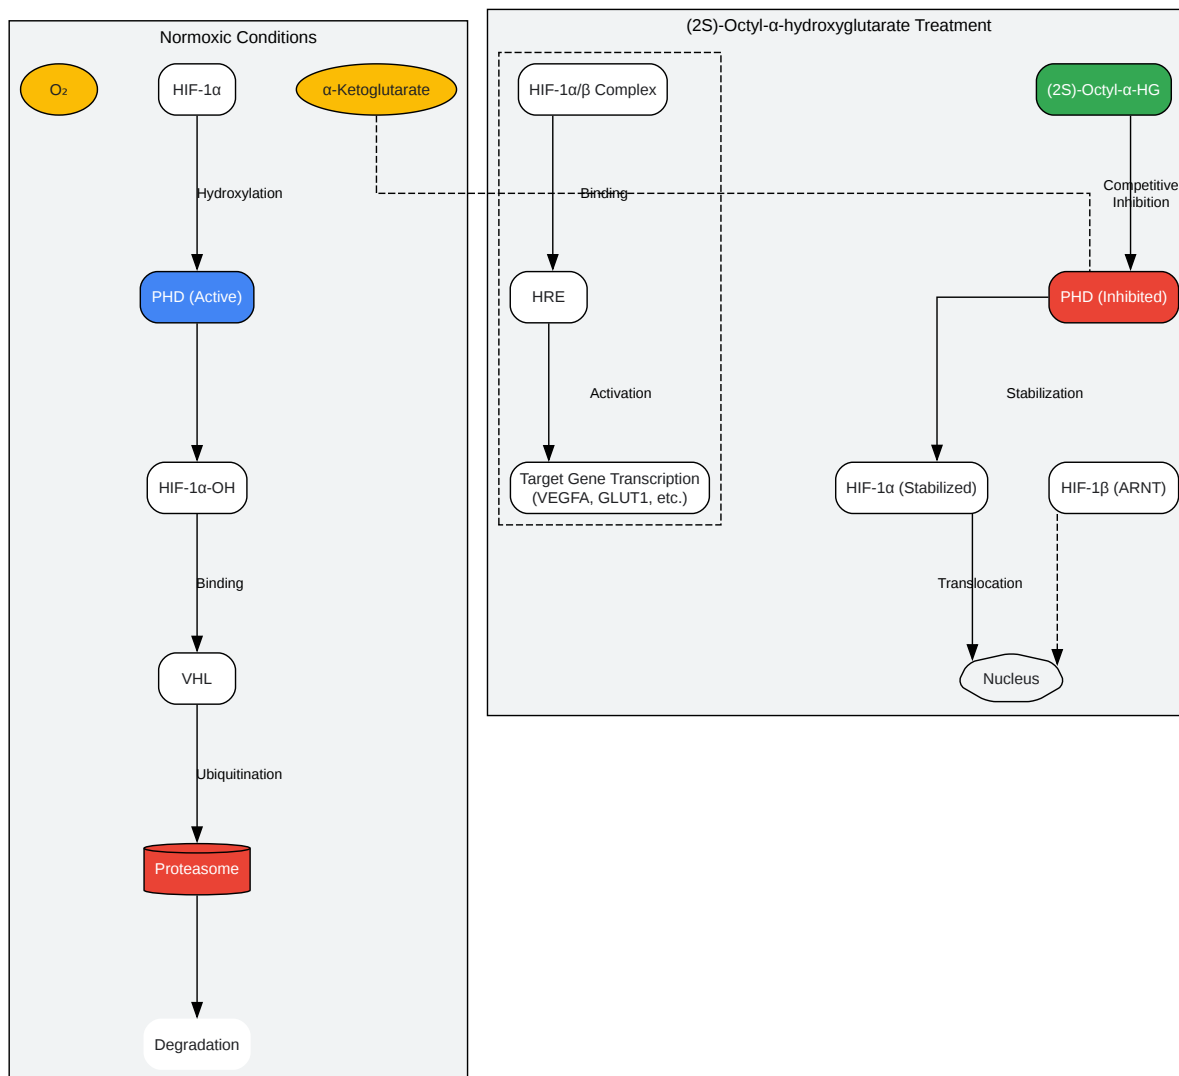 Normoxic Conditions
O₂
HIF-1α
α-Ketoglutarate
Hydroxylation
PHD (Active)
HIF-1α-OH
Binding
VHL
Ubiquitination
Proteasome
Degradation
(2S)-Octyl-α-hydroxyglutarate Treatment
HIF-1α/β Complex
(2S)-Octyl-α-HG
Binding
Competitive
Inhibition
HRE
PHD (Inhibited)
Activation
Stabilization
Target Gene Transcription
(VEGFA, GLUT1, etc.)
HIF-1α (Stabilized)
HIF-1β (ARNT)
Translocation
Nucleus